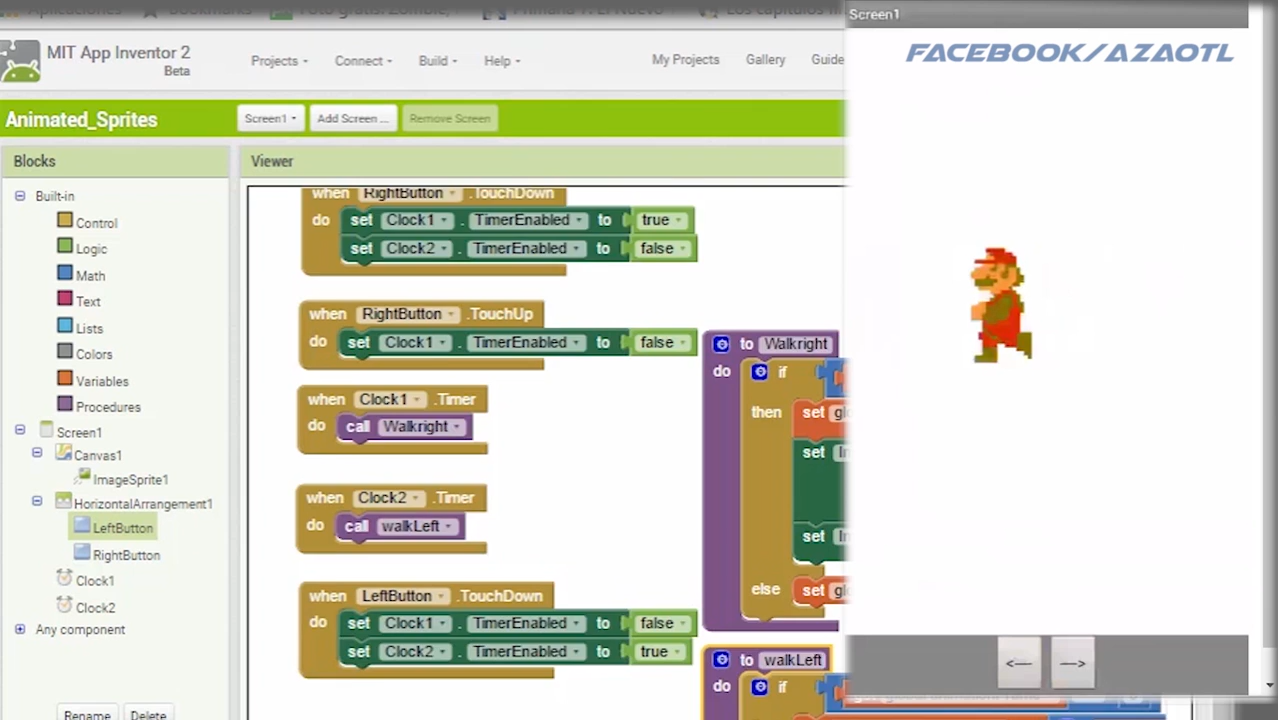 Aplicaciones
Bookmarks
Screen1
FACEBOOK/AZAOTL
MIT App Inventor 2
Beta
Projects
Connect
Build
Help
My Projects
Gallery
Guide
Animated_Sprites
Screen1
Add Screen ...
Remove Screen
Blocks
Viewer
Built-in
Control
Logic
Math
Text
Lists
Colors
Variables
Procedures
Screen1
Canvas1
ImageSprite1
HorizontalArrangement1
LeftButton
RightButton
Clock1
Clock2
Any component
Rename
Delete
when RightButton .TouchDown
do set Clock1 . TimerEnabled to true
set Clock2 . TimerEnabled to false
when RightButton .TouchUp
do set Clock1 . TimerEnabled to false
when Clock1 .Timer
do call Walkright
when Clock2 .Timer
do call walkLeft
when LeftButton .TouchDown
do set Clock1 . TimerEnabled to false
set Clock2 . TimerEnabled to true
to Walkright
do if
then set
set
set
else set
to walkLeft
do if
<---
--->